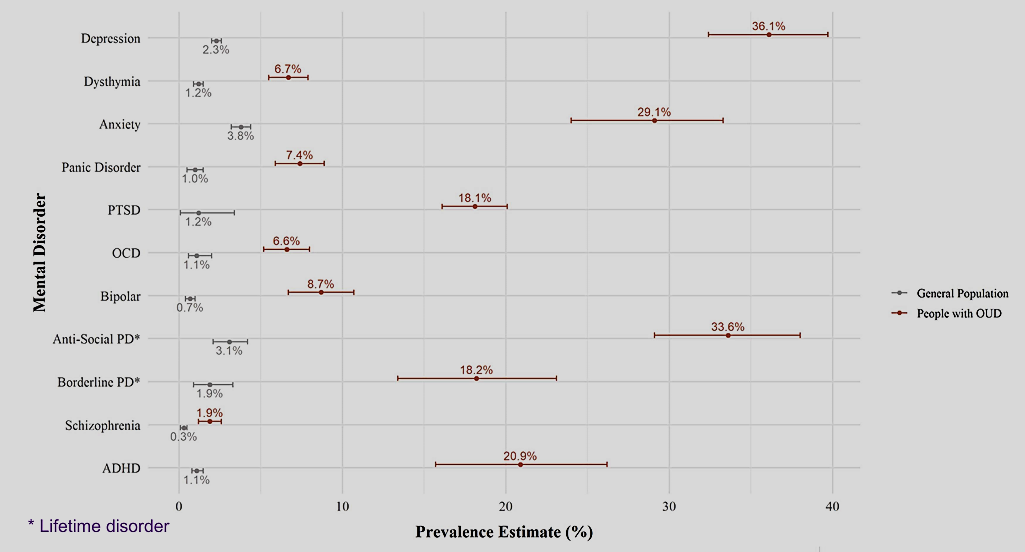 36.1%
Depression
2.3%
6.7%
Dysthymia
1.2%
29.1%
Anxiety
3.8%
7.4%
Panic Disorder
1.0%
18.1%
PTSD
1.2%
6.6%
OCD
1.1%
8.7%
Bipolar
0.7%
33.6%
Anti-Social PD*
3.1%
18.2%
Borderline PD*
1.9%
1.9%
Schizophrenia
0.3%
20.9%
ADHD
1.1%
Mental Disorder
General Population
People with OUD
0 10 20 30 40
Prevalence Estimate (%)
* Lifetime disorder